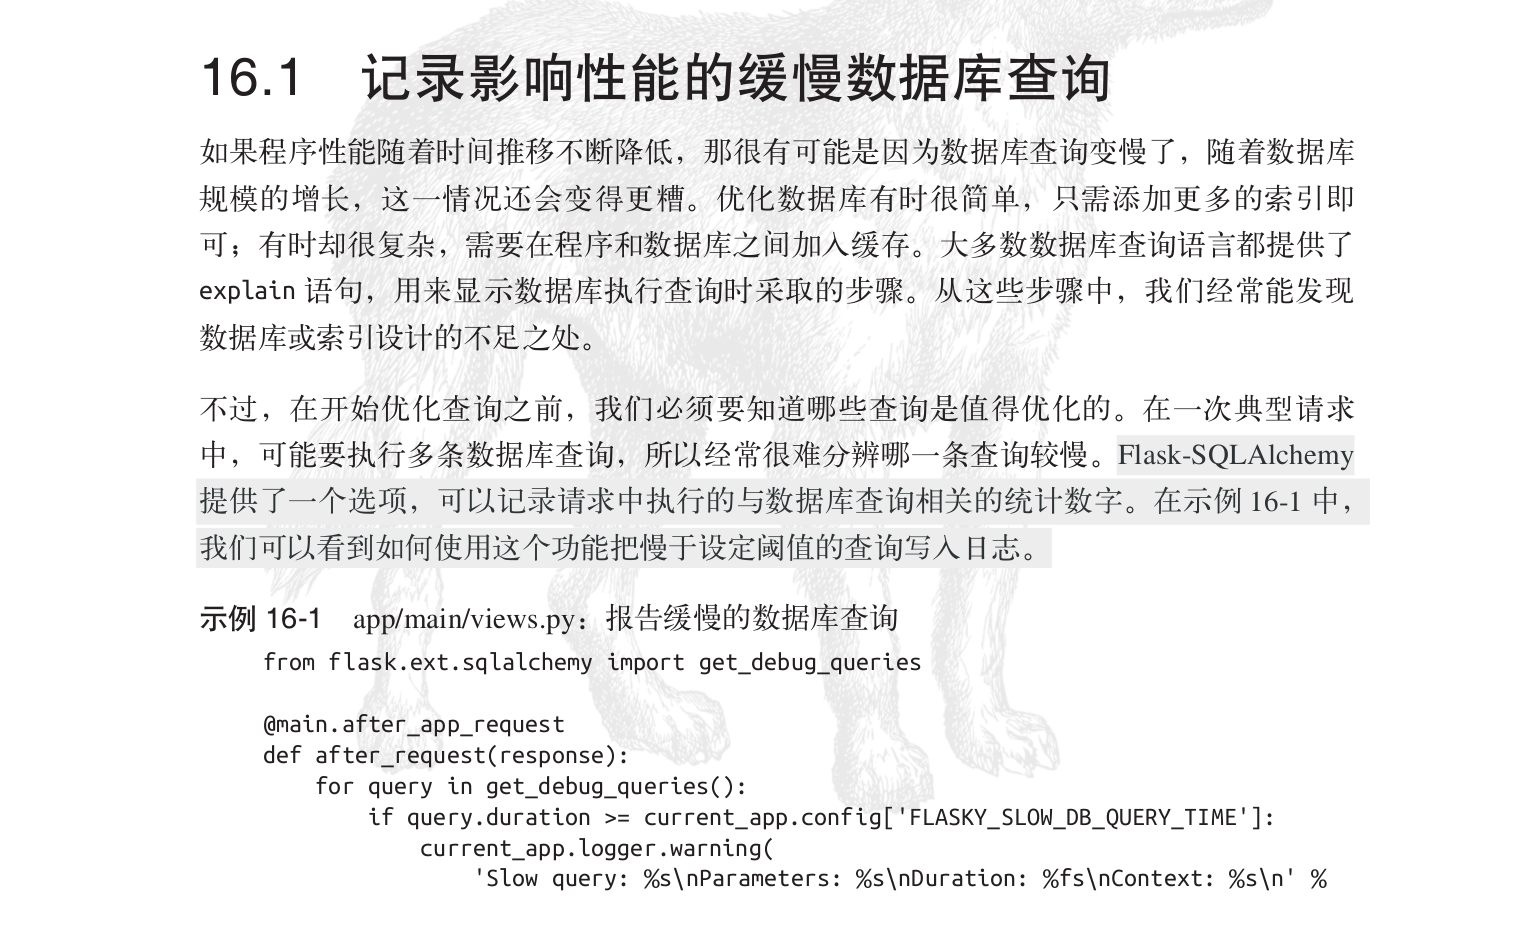 16.1 记录影响性能的缓慢数据库查询
如果程序性能随着时间推移不断降低，那很有可能是因为数据库查询变慢了，随着数据库
规模的增长，这一情况还会变得更糟。优化数据库有时很简单，只需添加更多的索引即
可；有时却很复杂，需要在程序和数据库之间加入缓存。大多数数据库查询语言都提供了
explain 语句，用来显示数据库执行查询时采取的步骤。从这些步骤中，我们经常能发现
数据库或索引设计的不足之处。
不过，在开始优化查询之前，我们必须要知道哪些查询是值得优化的。在一次典型请求
中，可能要执行多条数据库查询，所以经常很难分辨哪一条查询较慢。Flask-SQLAlchemy
提供了一个选项，可以记录请求中执行的与数据库查询相关的统计数字。在示例 16-1 中，
我们可以看到如何使用这个功能把慢于设定阈值的查询写入日志。
示例 16-1 app/main/views.py：报告缓慢的数据库查询
from flask.ext.sqlalchemy import get_debug_queries
@main.after_app_request
def after_request(response):
    for query in get_debug_queries():
        if query.duration >= current_app.config['FLASKY_SLOW_DB_QUERY_TIME']:
            current_app.logger.warning(
                'Slow query: %s\nParameters: %s\nDuration: %fs\nContext: %s\n' %